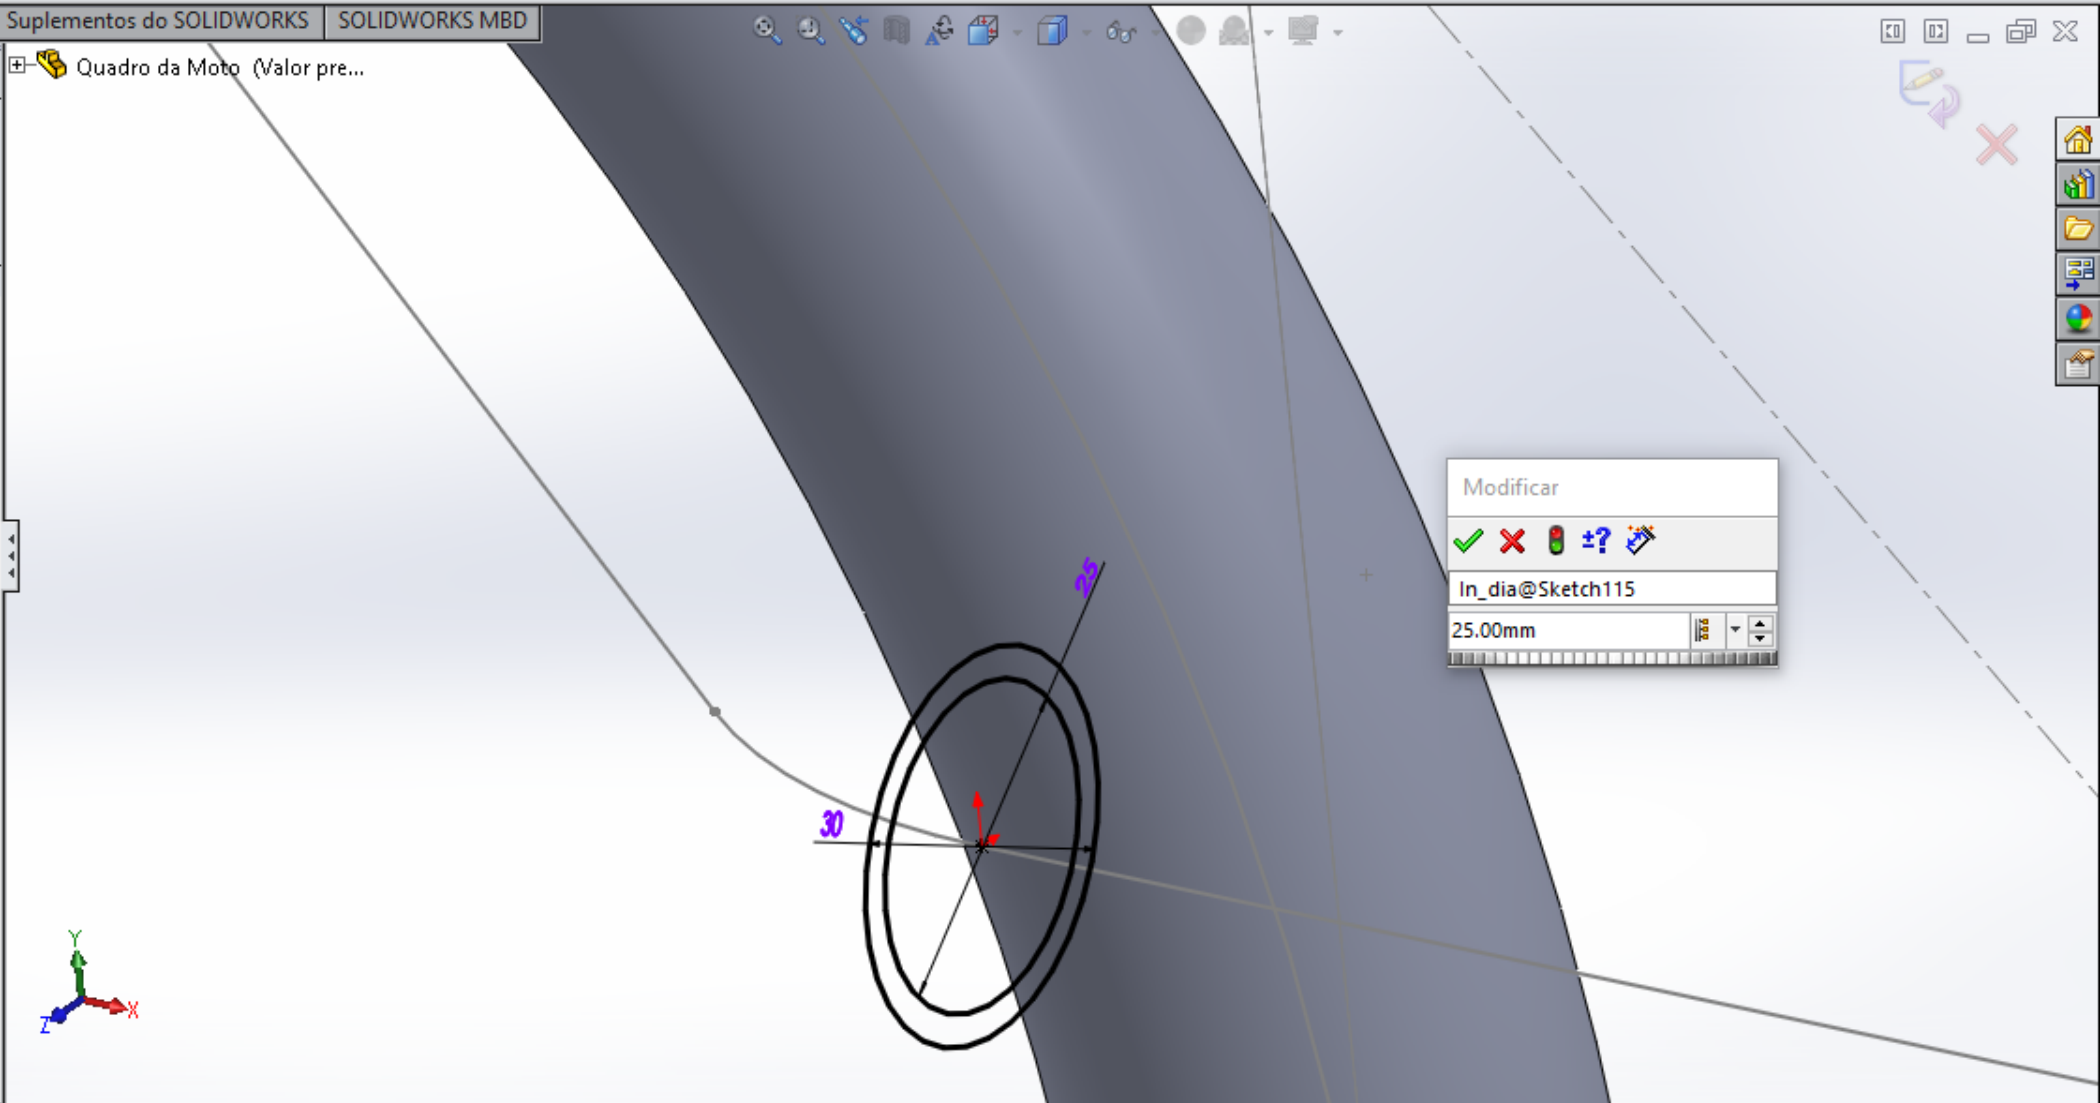 Suplementos do SOLIDWORKS SOLIDWORKS MBD
Quadro da Moto (Valor pre...
Modificar
±?
In_dia@Sketch115
25.00mm
25
30
Y
X
Z